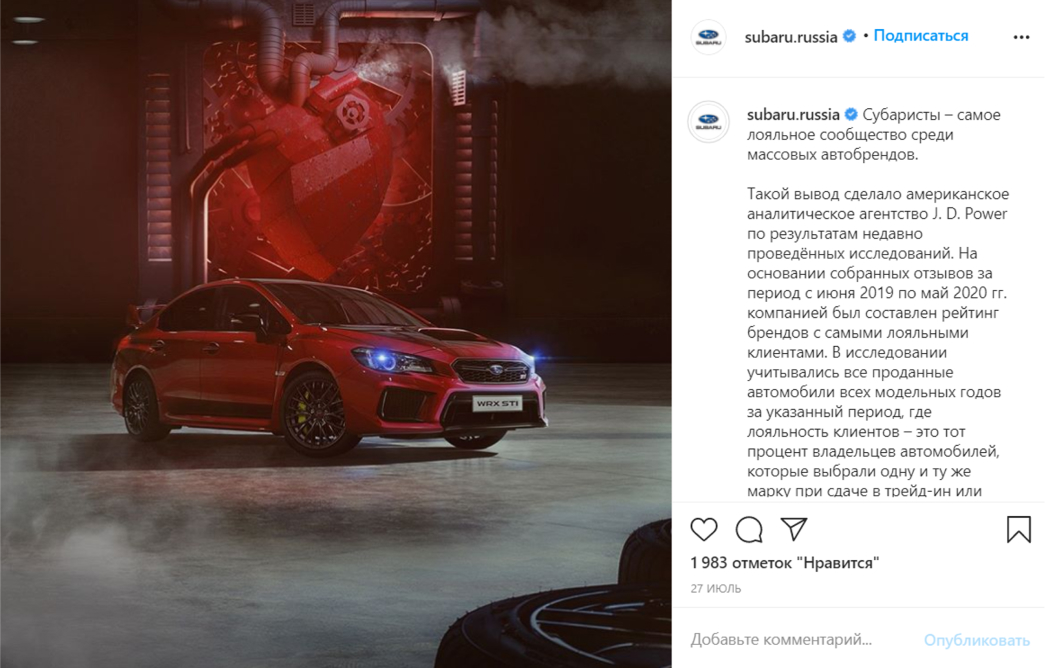 SUBARU
subaru.russia • Подписаться
SUBARU
subaru.russia Субаристы – самое
лояльное сообщество среди
массовых автобрендов.
Такой вывод сделало американское
аналитическое агентство J. D. Power
по результатам недавно
проведённых исследований. На
основании собранных отзывов за
период с июня 2019 по май 2020 гг.
компанией был составлен рейтинг
брендов с самыми лояльными
клиентами. В исследовании
учитывались все проданные
автомобили всех модельных годов
за указанный период, где
лояльность клиентов – это тот
процент владельцев автомобилей,
которые выбрали одну и ту же
марку при сдаче в трейд-ин или
WRX STI
1 983 отметок "Нравится"
27 ИЮЛЬ
Добавьте комментарий...
Опубликовать